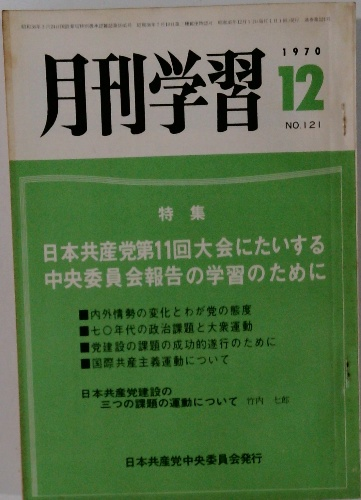 1970
月刊学習
12
NO.121
特集
日本共産党第11回大会にたいする
中央委員会報告の学習のために
■内外情勢の変化とわが党の態度
■七〇年代の政治課題と大衆運動
■党建設の課題の成功的遂行のために
■国際共産主義運動について
日本共産党建設の
三つの課題の運動について 竹内 七郎
日本共産党中央委員会発行